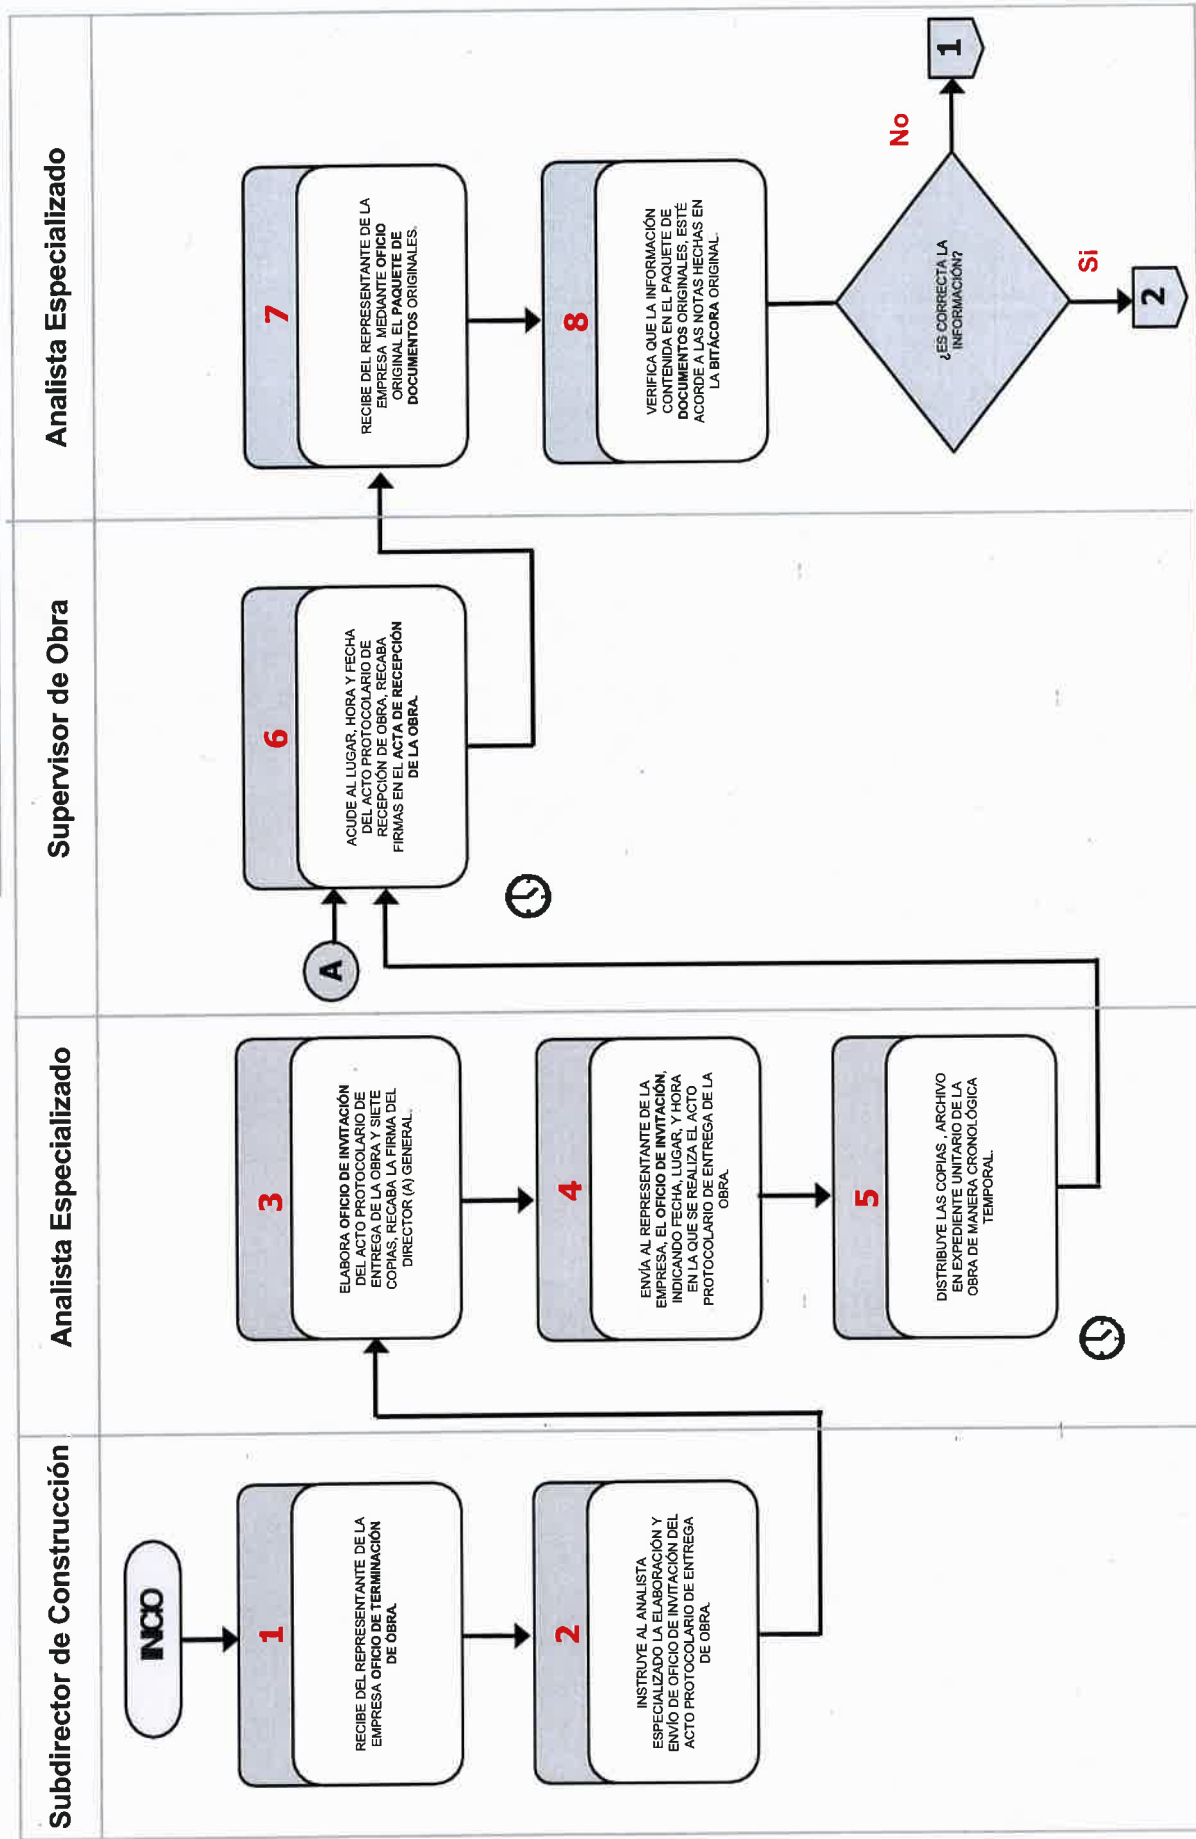 Subdirector de Construcción
Analista Especializado
Supervisor de Obra
Analista Especializado
INICIO
1
RECIBE DEL REPRESENTANTE DE LA
EMPRESA OFICIO DE TERMINACIÓN
DE OBRA.
2
INSTRUYE AL ANALISTA
ESPECIALIZADO LA ELABORACIÓN Y
ENVÍO DE OFICIO DE INVITACIÓN DEL
ACTO PROTOCOLARIO DE ENTREGA
DE OBRA.
3
ELABORA OFICIO DE INVITACIÓN
DEL ACTO PROTOCOLARIO DE
ENTREGA DE LA OBRA Y SIETE
COPIAS, RECABA LA FIRMA DEL
DIRECTOR (A) GENERAL.
4
ENVÍA AL REPRESENTANTE DE LA
EMPRESA, EL OFICIO DE INVITACIÓN,
INDICANDO FECHA, LUGAR, Y HORA
EN LA QUE SE REALIZA EL ACTO
PROTOCOLARIO DE ENTREGA DE LA
OBRA.
5
DISTRIBUYE LAS COPIAS , ARCHIVO
EN EXPEDIENTE UNITARIO DE LA
OBRA DE MANERA CRONOLÓGICA
TEMPORAL.
A
6
ACUDE AL LUGAR, HORA Y FECHA
DEL ACTO PROTOCOLARIO DE
RECEPCIÓN DE OBRA, RECABA
FIRMAS EN EL ACTA DE RECEPCIÓN
DE LA OBRA.
7
RECIBE DEL REPRESENTANTE DE LA
EMPRESA MEDIANTE OFICIO
ORIGINAL EL PAQUETE DE
DOCUMENTOS ORIGINALES.
8
VERIFICA QUE LA INFORMACIÓN
CONTENIDA EN EL PAQUETE DE
DOCUMENTOS ORIGINALES, ESTÉ
ACORDE A LAS NOTAS HECHAS EN
LA BITÁCORA ORIGINAL.
¿ES CORRECTA LA
INFORMACIÓN?
No
1
Si
2